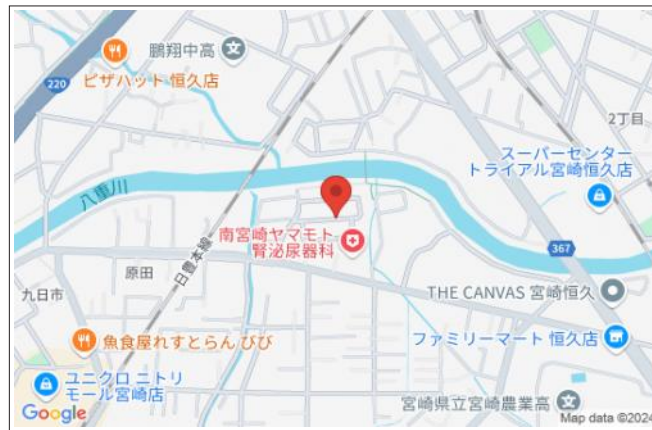 鵬翔中高
ピザハット 恒久店
220
2丁目
スーパーセンター
トライアル宮崎恒久店
八重川
南宮崎ヤマモト
腎泌尿器科
日豊本線
367
原田
九日市
THE CANVAS 宮崎恒久
ファミリーマート 恒久店
魚食屋れすとらん びび
ユニクロ ニトリ
モール宮崎店
宮崎県立宮崎農業高
Google
Map data ©2024